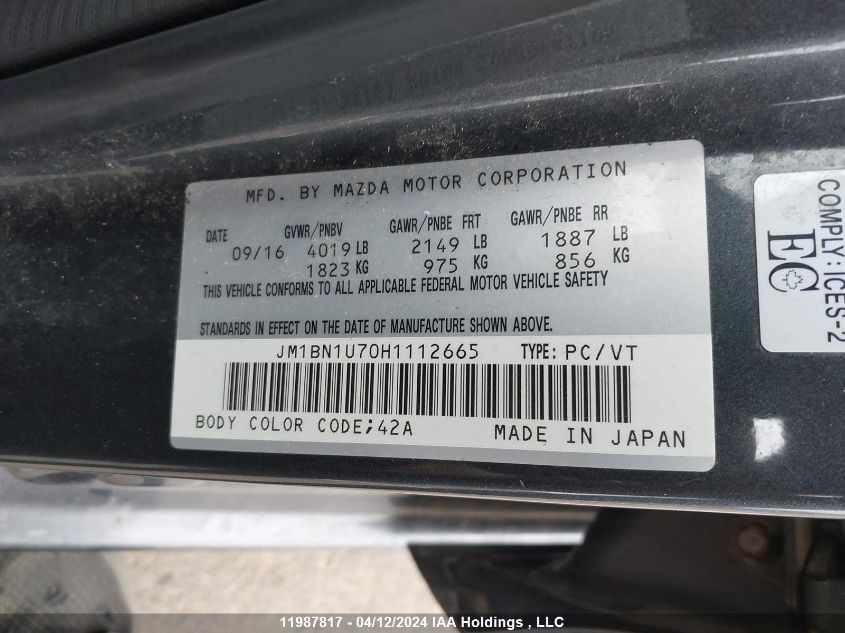 MFD. BY MAZDA MOTOR CORPORATION
DATE GVWR/PNBV GAWR/PNBE FRT GAWR/PNBE RR
09/16 4019 LB 2149 LB 1887 LB
1823 KG 975 KG 856 KG
THIS VEHICLE CONFORMS TO ALL APPLICABLE FEDERAL MOTOR VEHICLE SAFETY
STANDARDS IN EFFECT ON THE DATE OF MANUFACTURE SHOWN ABOVE.
JM1BN1U70H1112665 TYPE: PC/VT
BODY COLOR CODE;42A MADE IN JAPAN
EC
COMPLY:ICES-2
11987817 - 04/12/2024 IAA Holdings , LLC